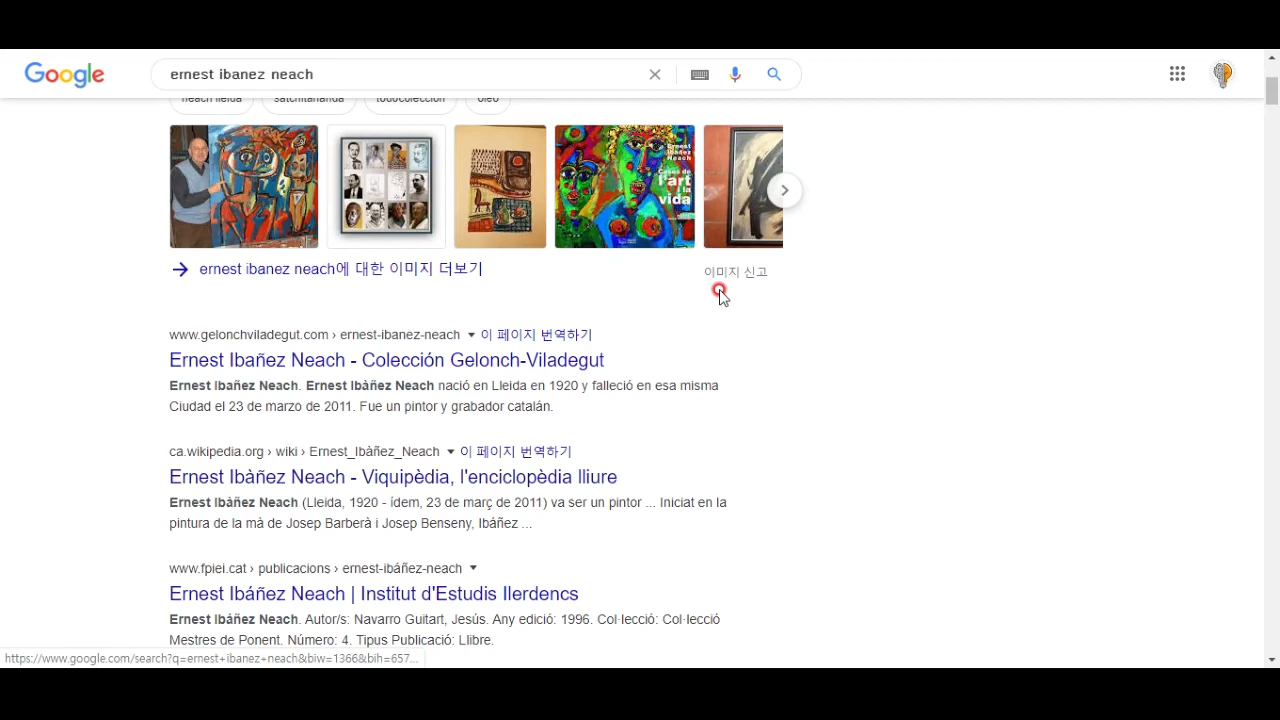 Google
ernest ibanez neach
neach lleida
satchitananda
todocoleccion
oleo
Ernest
Ibáñez
Neach
Coses de
l'art
i la
vida
ernest ibanez neach에 대한 이미지 더보기
이미지 신고
www.gelonchviladegut.com › ernest-ibanez-neach ▾ 이 페이지 번역하기
Ernest Ibañez Neach - Colección Gelonch-Viladegut
Ernest Ibañez Neach. Ernest Ibàñez Neach nació en Lleida en 1920 y falleció en esa misma
Ciudad el 23 de marzo de 2011. Fue un pintor y grabador catalán.
ca.wikipedia.org › wiki › Ernest_Ibàñez_Neach ▾ 이 페이지 번역하기
Ernest Ibàñez Neach - Viquipèdia, l'enciclopèdia lliure
Ernest Ibàñez Neach (Lleida, 1920 - ídem, 23 de març de 2011) va ser un pintor ... Iniciat en la
pintura de la mà de Josep Barberà i Josep Benseny, Ibáñez ...
www.fpiei.cat › publicacions › ernest-ibáñez-neach ▾
Ernest Ibáñez Neach | Institut d'Estudis Ilerdencs
Ernest Ibáñez Neach. Autor/s: Navarro Guitart, Jesús. Any edició: 1996. Col·lecció: Col·lecció
Mestres de Ponent. Número: 4. Tipus Publicació: Llibre.
https://www.google.com/search?q=ernest+ibanez+neach&biw=1366&bih=657...